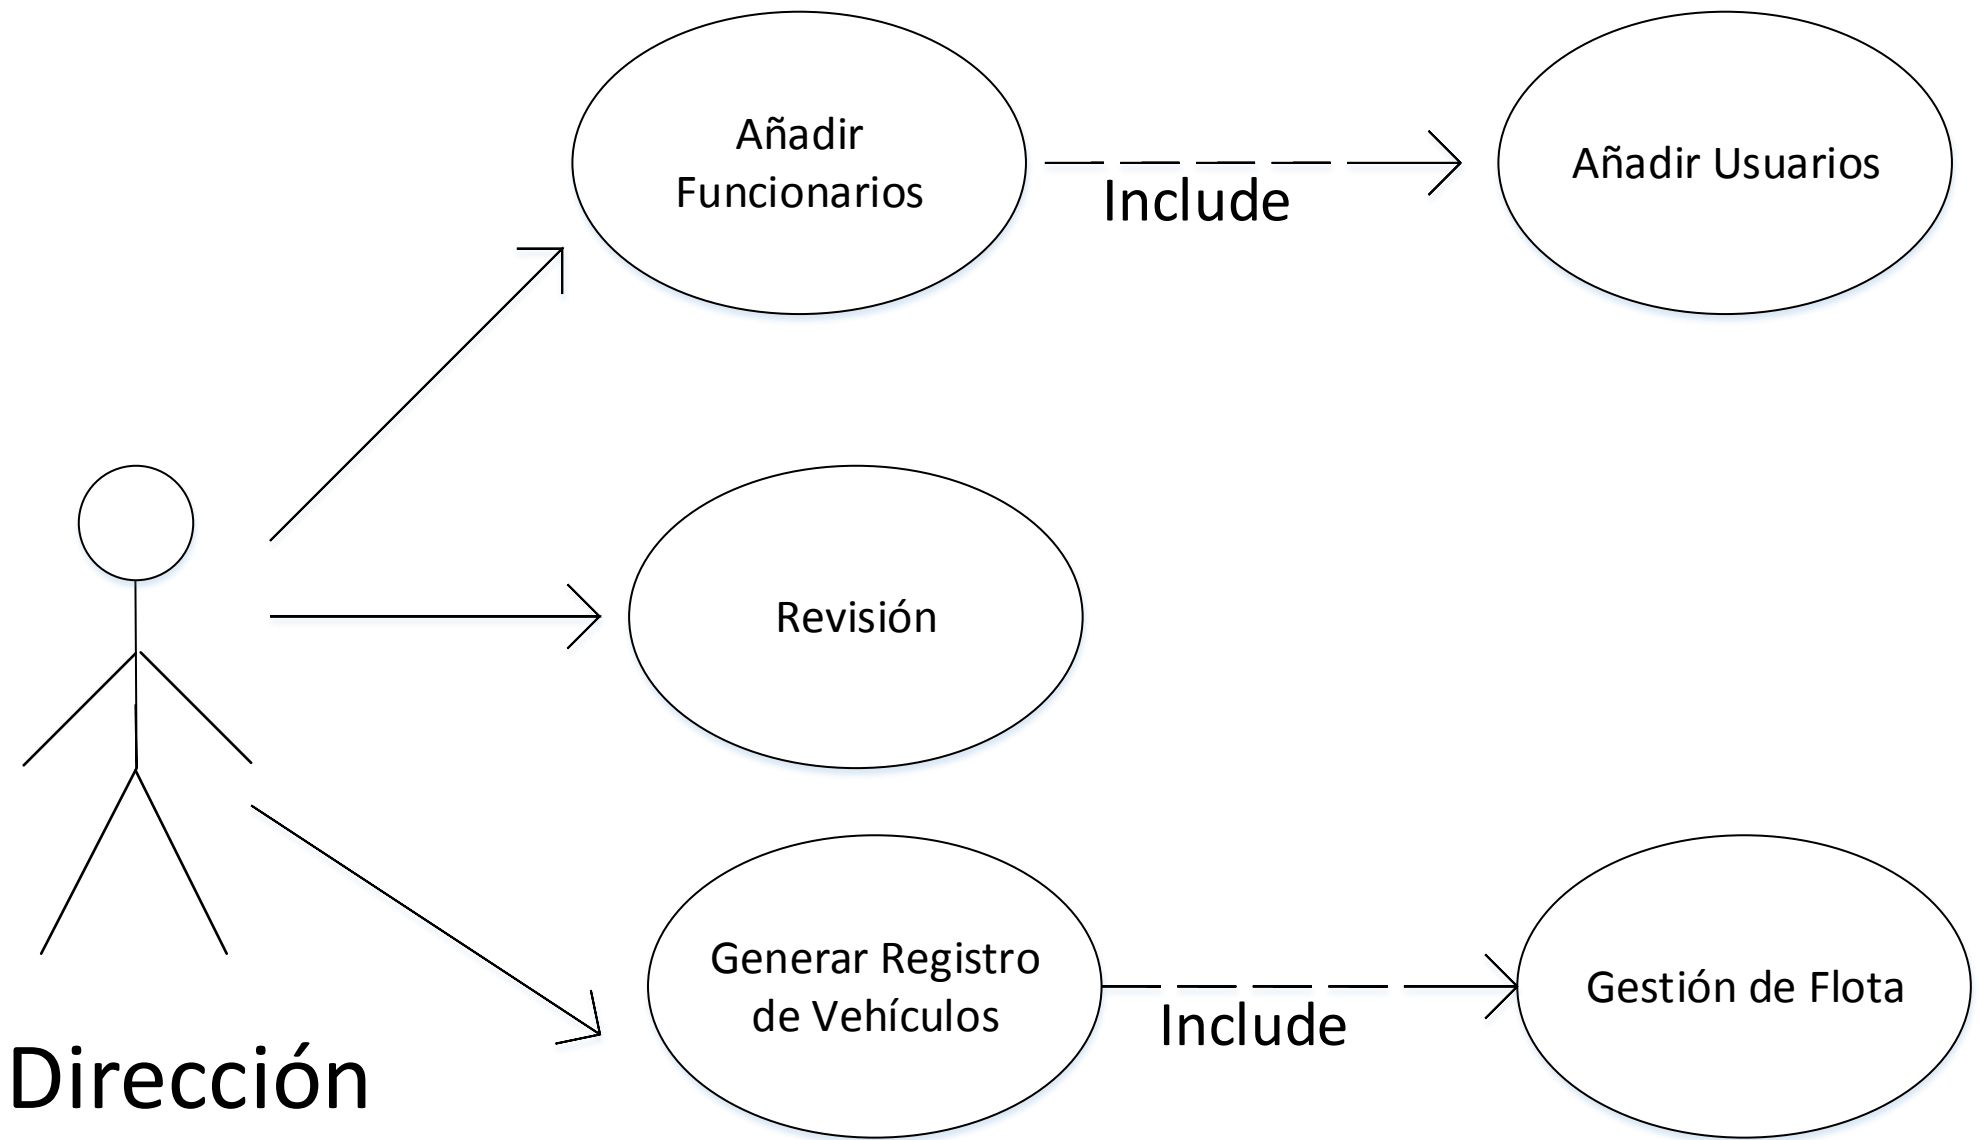 Añadir
Funcionarios
Include
Añadir Usuarios
Revisión
Generar Registro
de Vehículos
Include
Gestión de Flota
Dirección